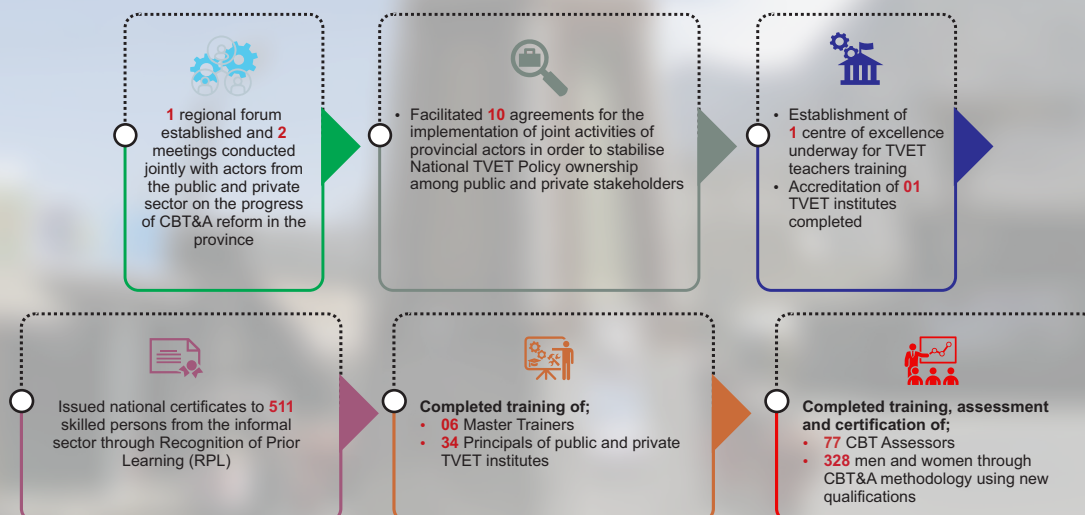 1 regional forum
established and 2
meetings conducted
jointly with actors from
the public and private
sector on the progress
of CBT&A reform in the
province
• Facilitated 10 agreements for the
implementation of joint activities of
provincial actors in order to stabilise
National TVET Policy ownership
among public and private stakeholders
• Establishment of
1 centre of excellence
underway for TVET
teachers training
• Accreditation of 01
TVET institutes
completed
Issued national certificates to 511
skilled persons from the informal
sector through Recognition of Prior
Learning (RPL)
Completed training of;
• 06 Master Trainers
• 34 Principals of public and private
TVET institutes
Completed training, assessment
and certification of;
• 77 CBT Assessors
• 328 men and women through
CBT&A methodology using new
qualifications